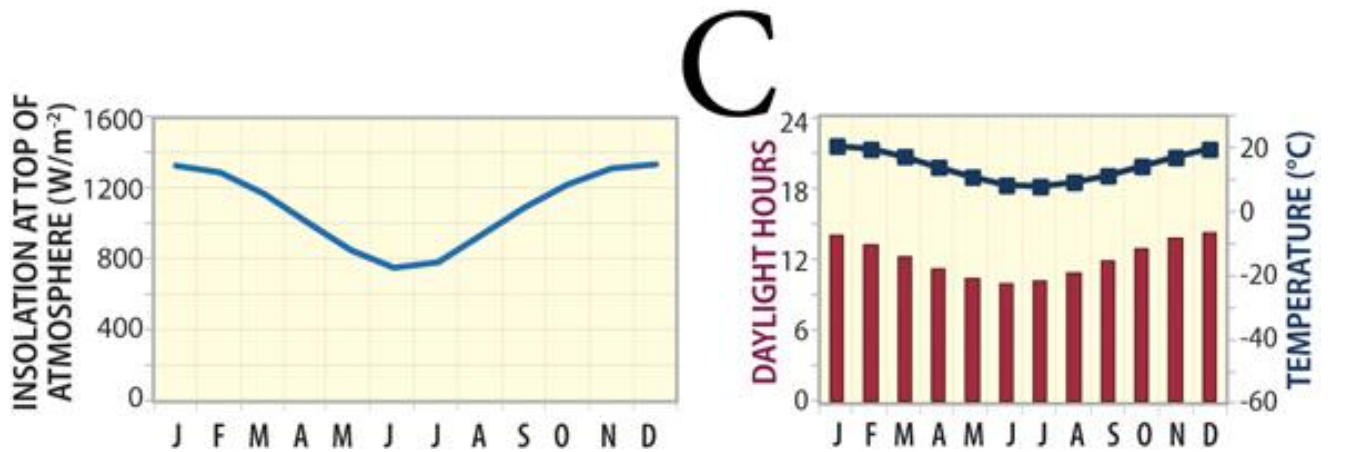 C
INSOLATION AT TOP OF
ATMOSPHERE (W/m-2)
1600
1200
800
400
0
J F M A M J J A S O N D
DAYLIGHT HOURS
24
18
12
6
0
20
0
-20
-40
-60
TEMPERATURE (°C)
J F M A M J J A S O N D